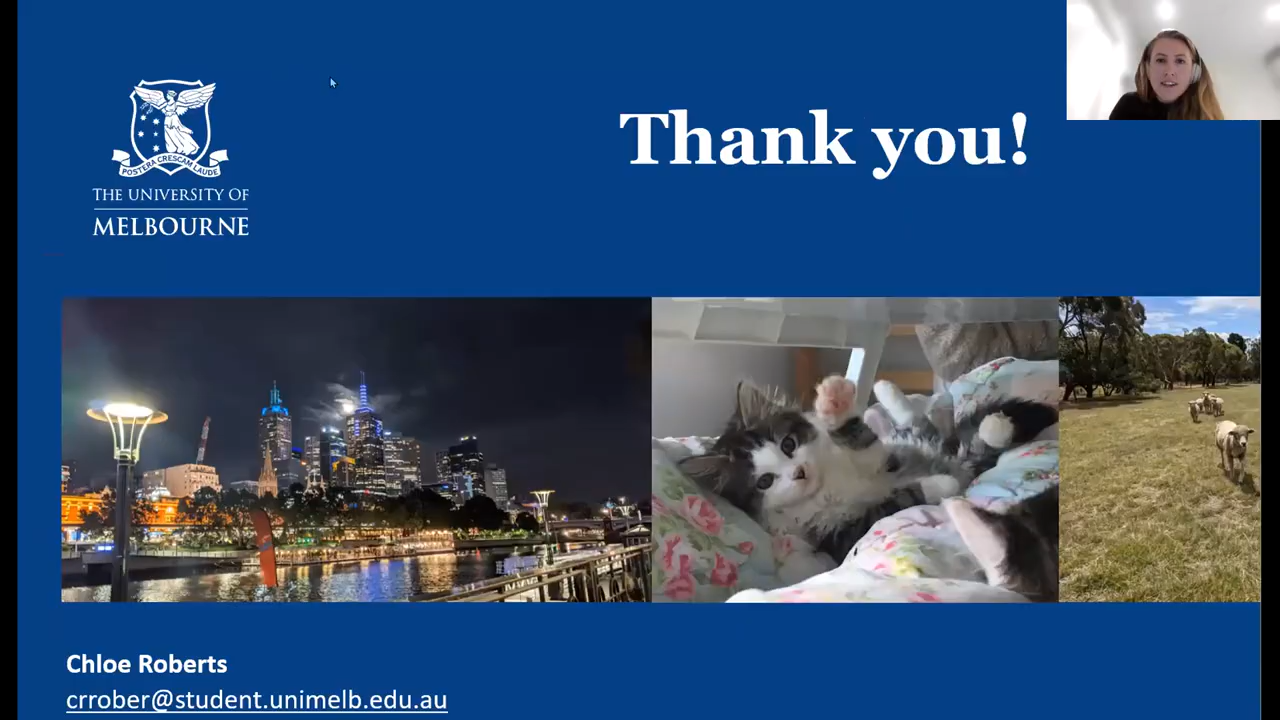 POSTERA CRESCAM LAUDE
THE UNIVERSITY OF
MELBOURNE
Thank you!
Chloe Roberts
crrober@student.unimelb.edu.au